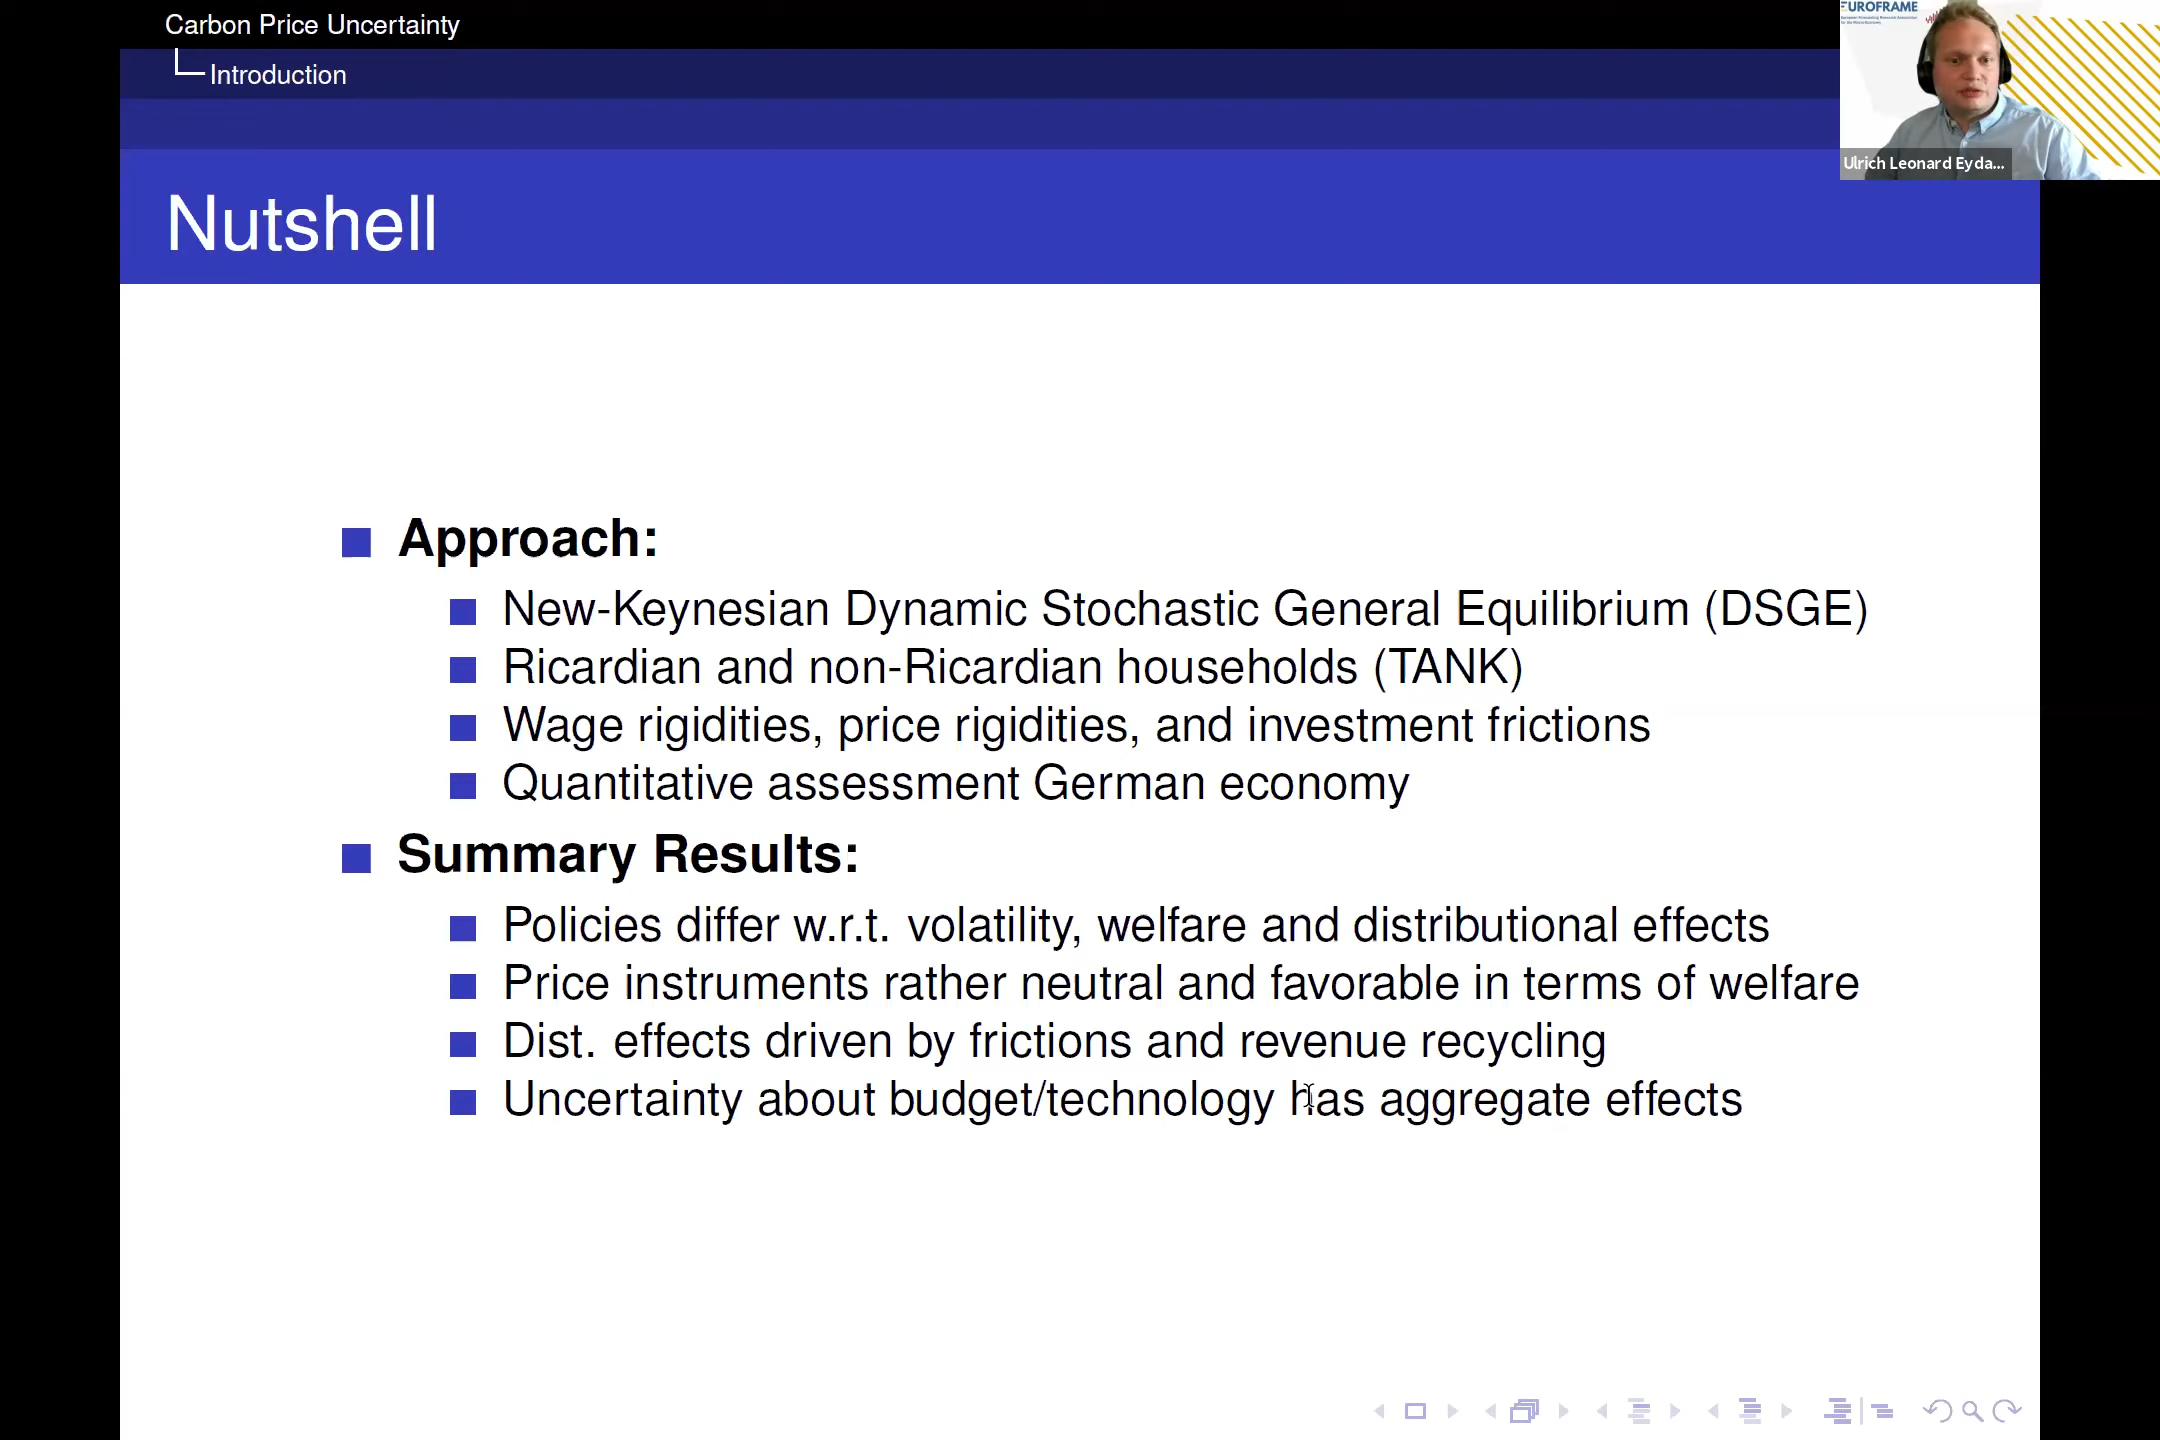 Carbon Price Uncertainty
Introduction
UROFRAME
Ulrich Leonard Eyda...
Nutshell
Approach:
New-Keynesian Dynamic Stochastic General Equilibrium (DSGE)
Ricardian and non-Ricardian households (TANK)
Wage rigidities, price rigidities, and investment frictions
Quantitative assessment German economy
Summary Results:
Policies differ w.r.t. volatility, welfare and distributional effects
Price instruments rather neutral and favorable in terms of welfare
Dist. effects driven by frictions and revenue recycling
Uncertainty about budget/technology has aggregate effects